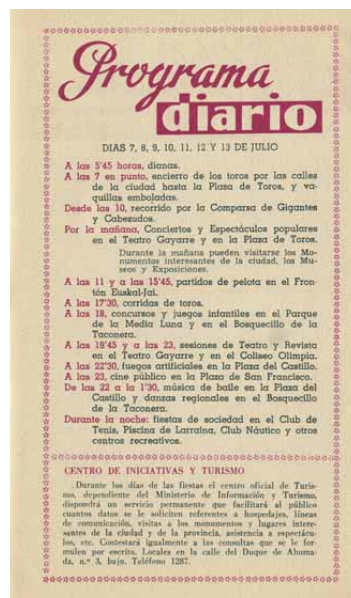 Programa
diario
DIAS 7, 8, 9, 10, 11, 12 Y 13 DE JULIO
A las 5'45 horas, dianas.
A las 7 en punto, encierro de los toros por las calles
de la ciudad hasta la Plaza de Toros, y va-
quillas emboladas.
Desde las 10, recorrido por la Comparsa de Gigantes
y Cabezudos.
Por la mañana, Conciertos y Espectáculos populares
en el Teatro Gayarre y en la Plaza de Toros.
Durante la mañana pueden visitarse los Mo-
numentos interesantes de la ciudad, los Mu-
seos y Exposiciones.
A las 11 y a las 15'45, partidos de pelota en el Fron-
tón Euskal-Jai.
A las 17'30, corridas de toros.
A las 18, concursos y juegos infantiles en el Parque
de la Media Luna y en el Bosquecillo de la
Taconera.
A las 19'45 y a las 23, sesiones de Teatro y Revista
en el Teatro Gayarre y en el Coliseo Olimpia.
A las 22'30, fuegos artificiales en la Plaza del Castillo.
A las 23, cine público en la Plaza de San Francisco.
De las 22 a la 1'30, música de baile en la Plaza del
Castillo y danzas regionales en el Bosquecillo
de la Taconera.
Durante la noche: fiestas de sociedad en el Club de
Tenis, Piscina de Larraina, Club Náutico y otros
centros recreativos.
CENTRO DE INICIATIVAS Y TURISMO
Durante los días de las fiestas el centro oficial de Turis-
mo, dependiente del Ministerio de Información y Turismo,
dispondrá un servicio permanente que facilitará al público
cuantos datos se le soliciten referentes a hospedajes, líneas
de comunicación, visitas a los monumentos y lugares intere-
santes de la ciudad y de la provincia, asistencia a espectácu-
los, etc. Contestará igualmente a las consultas que se le for-
mulen por escrito. Locales en la calle del Duque de Ahuma-
da, n.º 3, bajo. Teléfono 1287.